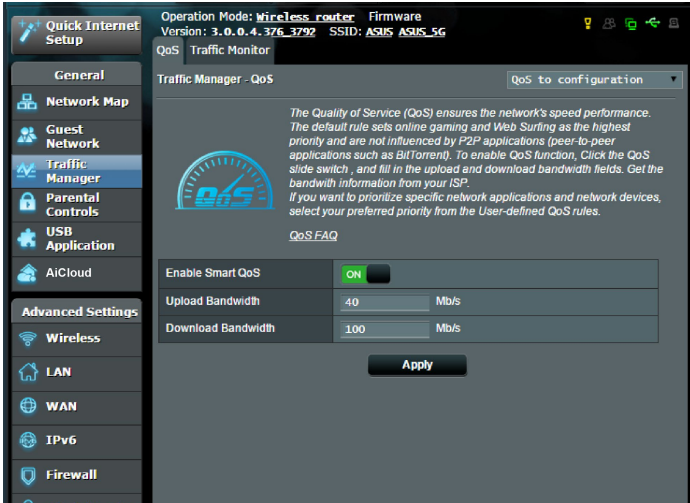 Quick Internet
Setup
Operation Mode: Wireless router Firmware
Version: 3.0.0.4.376_3792 SSID: ASUS ASUS_5G
QoS Traffic Monitor
General
Network Map
Guest
Network
Traffic
Manager
Parental
Controls
USB
Application
AiCloud
Advanced Settings
Wireless
LAN
WAN
IPv6
Firewall
Traffic Manager - QoS
QoS to configuration
The Quality of Service (QoS) ensures the network's speed performance.
The default rule sets online gaming and Web Surfing as the highest
priority and are not influenced by P2P applications (peer-to-peer
applications such as BitTorrent). To enable QoS function, Click the QoS
slide switch , and fill in the upload and download bandwidth fields. Get the
bandwith information from your ISP.
If you want to prioritize specific network applications and network devices,
select your preferred priority from the User-defined QoS rules.
QoS
QoS FAQ
Enable Smart QoS ON
Upload Bandwidth 40 Mb/s
Download Bandwidth 100 Mb/s
Apply